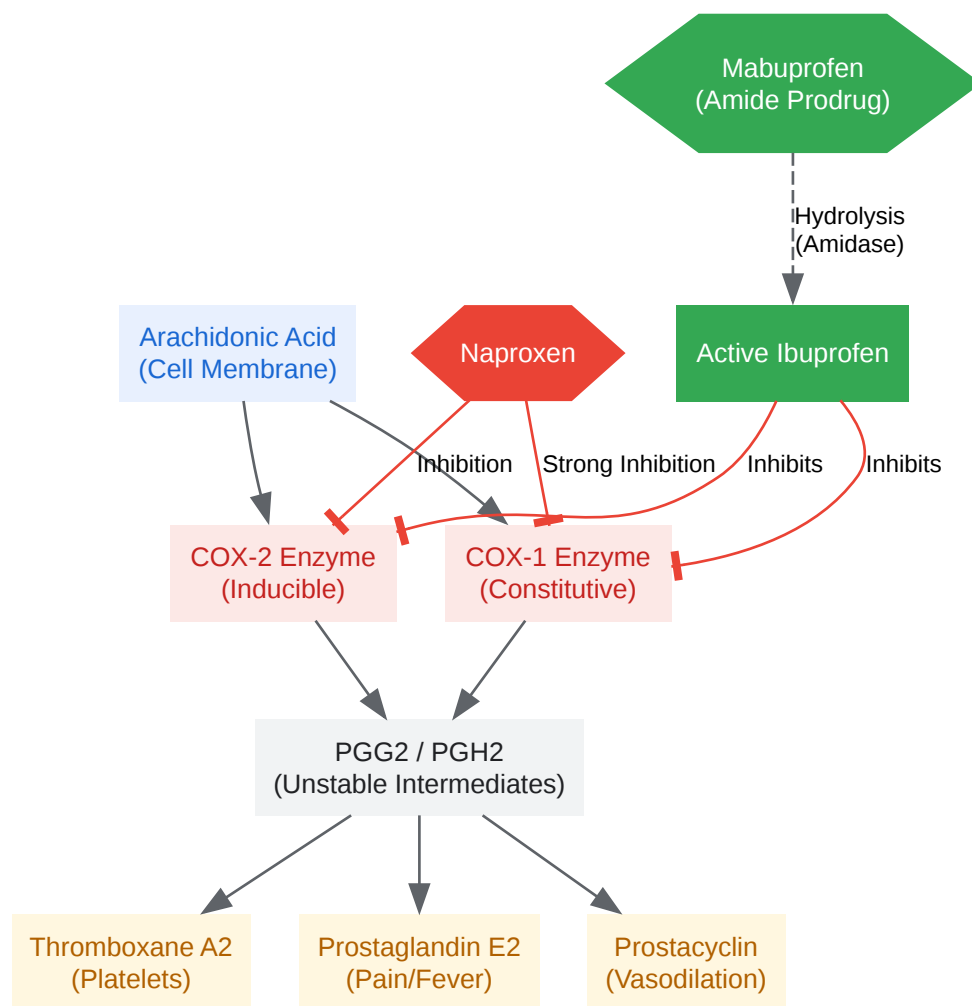 Mabuprofen
(Amide Prodrug)
Hydrolysis
(Amidase)
Arachidonic Acid
(Cell Membrane)
Naproxen
Active Ibuprofen
Inhibition
Strong Inhibition
Inhibits
Inhibits
COX-2 Enzyme
(Inducible)
COX-1 Enzyme
(Constitutive)
PGG2 / PGH2
(Unstable Intermediates)
Thromboxane A2
(Platelets)
Prostaglandin E2
(Pain/Fever)
Prostacyclin
(Vasodilation)